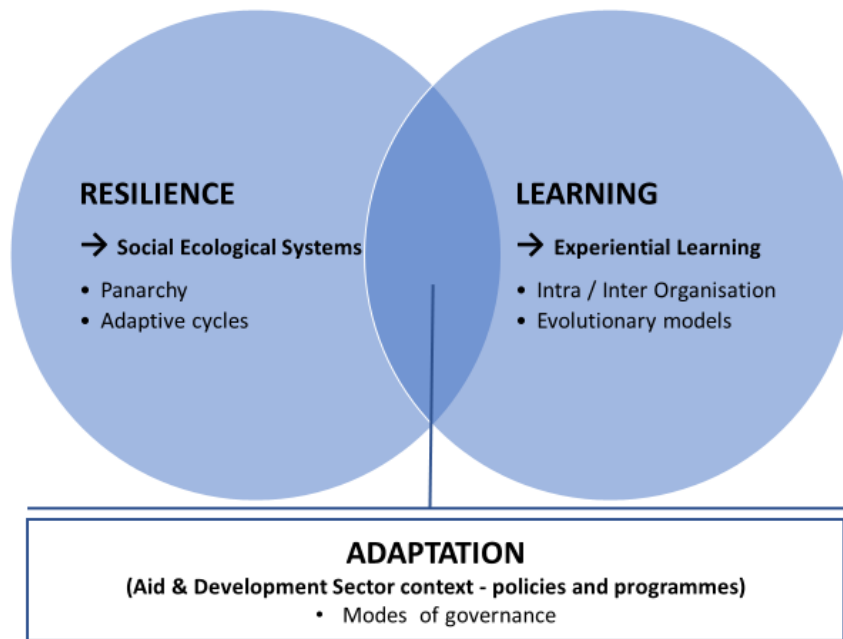 RESILIENCE
→ Social Ecological Systems
• Panarchy
• Adaptive cycles
LEARNING
→ Experiential Learning
• Intra / Inter Organisation
• Evolutionary models
ADAPTATION
(Aid & Development Sector context - policies and programmes)
• Modes of governance